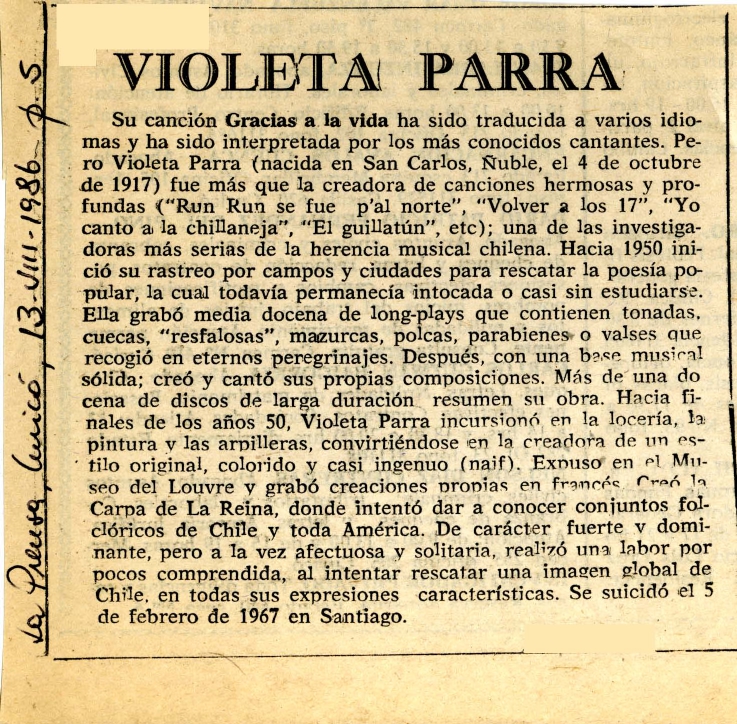 VIOLETA PARRA
Su canción Gracias a la vida ha sido traducida a varios idio-
mas y ha sido interpretada por los más conocidos cantantes. Pe-
ro Violeta Parra (nacida en San Carlos, Ñuble, el 4 de octubre
de 1917) fue más que la creadora de canciones hermosas y pro-
fundas ("Run Run se fue p'al norte", "Volver a los 17", "Yo
canto a la chillaneja", "El guillatún", etc); una de las investiga-
doras más serias de la herencia musical chilena. Hacia 1950 ini-
ció su rastreo por campos y ciudades para rescatar la poesía po-
pular, la cual todavía permanecía intocada o casi sin estudiarse.
Ella grabó media docena de long-plays que contienen tonadas,
cuecas, "resfalosas", mazurcas, polcas, parabienes o valses que
recogió en eternos peregrinajes. Después, con una base musical
sólida; creó y cantó sus propias composiciones. Más de una do
cena de discos de larga duración resumen su obra. Hacia fi-
nales de los años 50, Violeta Parra incursionó en la locería, la
pintura y las arpilleras, convirtiéndose en la creadora de un es-
tilo original, colorido y casi ingenuo (naif). Expuso en el Mu-
seo del Louvre y grabó creaciones propias en francés. Creó la
Carpa de La Reina, donde intentó dar a conocer conjuntos fol-
clóricos de Chile y toda América. De carácter fuerte y domi-
nante, pero a la vez afectuosa y solitaria, realizó una labor por
pocos comprendida, al intentar rescatar una imagen global de
Chile, en todas sus expresiones características. Se suicidó el 5
de febrero de 1967 en Santiago.
La Prensa, Curicó, 13-VIII-1986 p. 5